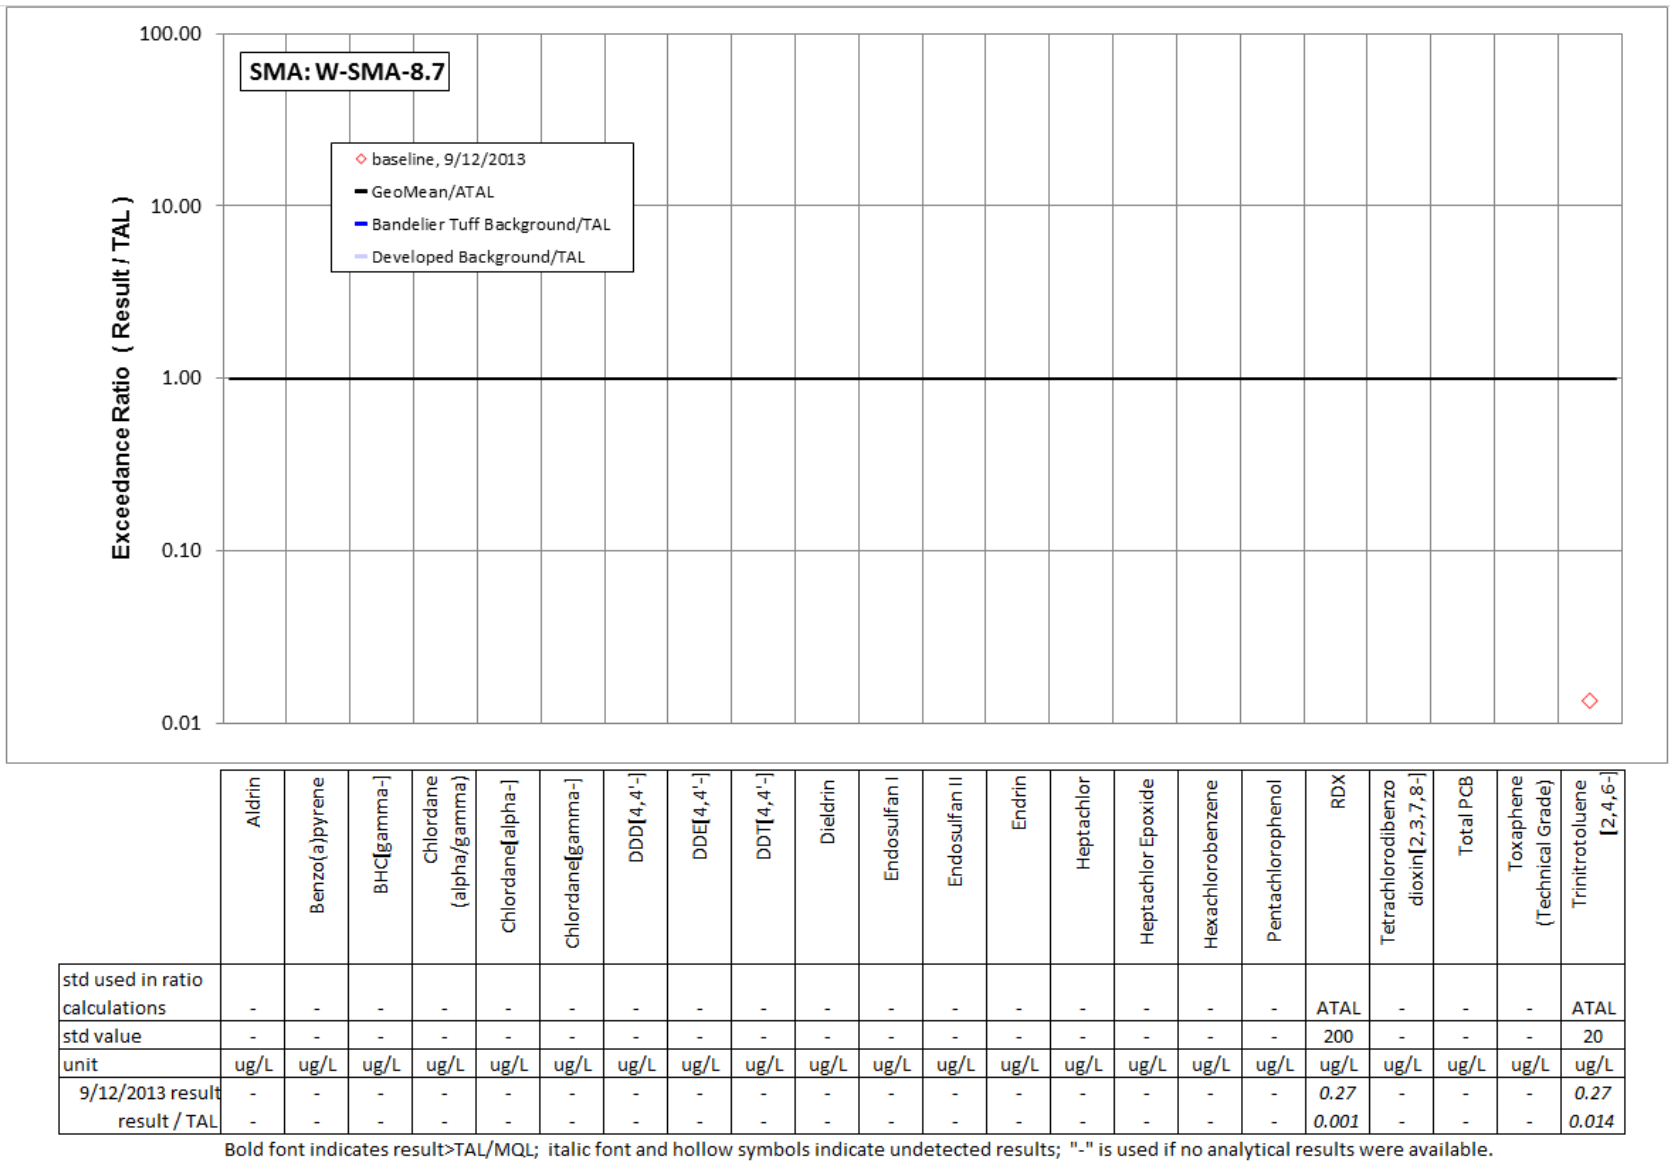 100.00
SMA: W-SMA-8.7
baseline, 9/12/2013
GeoMean/ATAL
Bandelier Tuff Background/TAL
Developed Background/TAL
Exceedance Ratio ( Result / TAL )
10.00
1.00
0.10
0.01
Aldrin
Benzo(a)pyrene
BHC[gamma-]
Chlordane
(alpha/gamma)
Chlordane[alpha-]
Chlordane[gamma-]
DDD[4,4'-]
DDE[4,4'-]
DDT[4,4'-]
Dieldrin
Endosulfan I
Endosulfan II
Endrin
Heptachlor
Heptachlor Epoxide
Hexachlorobenzene
Pentachlorophenol
RDX
Tetrachlorodibenzo
dioxin[2,3,7,8-]
Total PCB
Toxaphene
(Technical Grade)
Trinitrotoluene
[2,4,6-]
std used in ratio
calculations - - - - - - - - - - - - - - - - - ATAL - - - ATAL
std value - - - - - - - - - - - - - - - - - 200 - - - 20
unit ug/L ug/L ug/L ug/L ug/L ug/L ug/L ug/L ug/L ug/L ug/L ug/L ug/L ug/L ug/L ug/L ug/L ug/L ug/L ug/L ug/L ug/L
9/12/2013 result - - - - - - - - - - - - - - - - - 0.27 - - - 0.27
result / TAL - - - - - - - - - - - - - - - - - 0.001 - - - 0.014
Bold font indicates result>TAL/MQL; italic font and hollow symbols indicate undetected results; "-" is used if no analytical results were available.